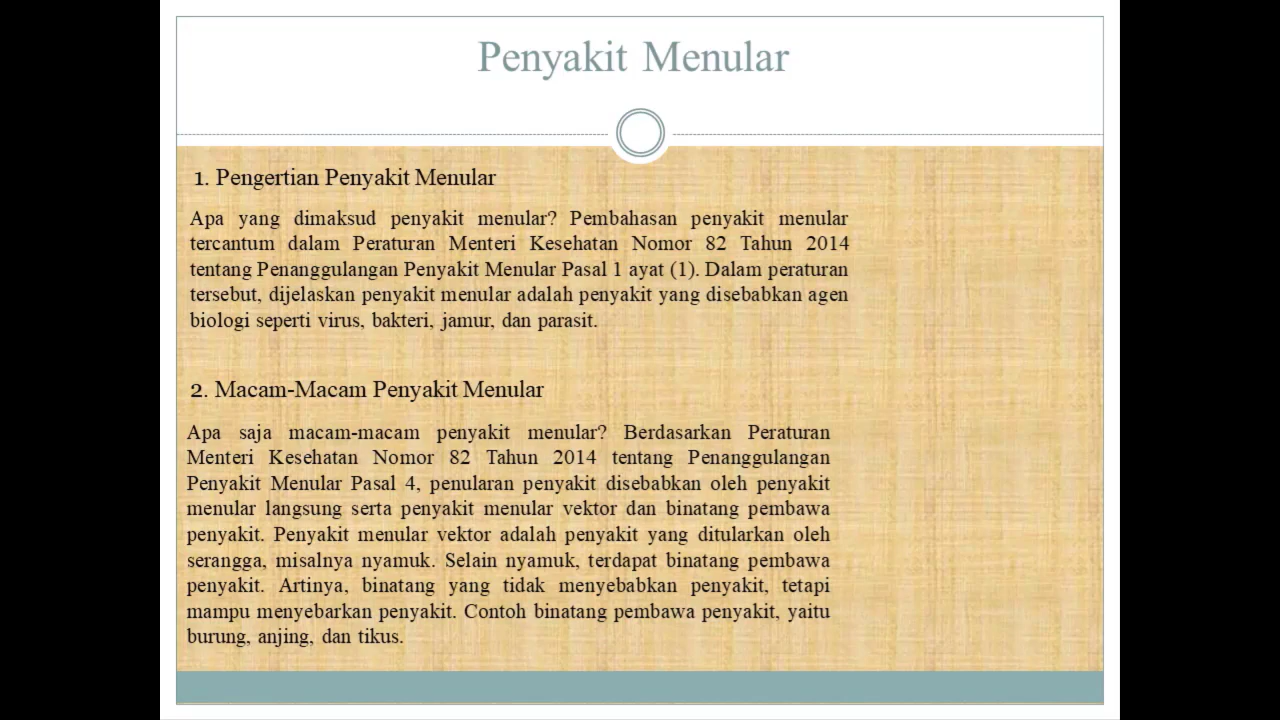 Penyakit Menular
1. Pengertian Penyakit Menular
Apa yang dimaksud penyakit menular? Pembahasan penyakit menular
tercantum dalam Peraturan Menteri Kesehatan Nomor 82 Tahun 2014
tentang Penanggulangan Penyakit Menular Pasal 1 ayat (1). Dalam peraturan
tersebut, dijelaskan penyakit menular adalah penyakit yang disebabkan agen
biologi seperti virus, bakteri, jamur, dan parasit.
2. Macam-Macam Penyakit Menular
Apa saja macam-macam penyakit menular? Berdasarkan Peraturan
Menteri Kesehatan Nomor 82 Tahun 2014 tentang Penanggulangan
Penyakit Menular Pasal 4, penularan penyakit disebabkan oleh penyakit
menular langsung serta penyakit menular vektor dan binatang pembawa
penyakit. Penyakit menular vektor adalah penyakit yang ditularkan oleh
serangga, misalnya nyamuk. Selain nyamuk, terdapat binatang pembawa
penyakit. Artinya, binatang yang tidak menyebabkan penyakit, tetapi
mampu menyebarkan penyakit. Contoh binatang pembawa penyakit, yaitu
burung, anjing, dan tikus.